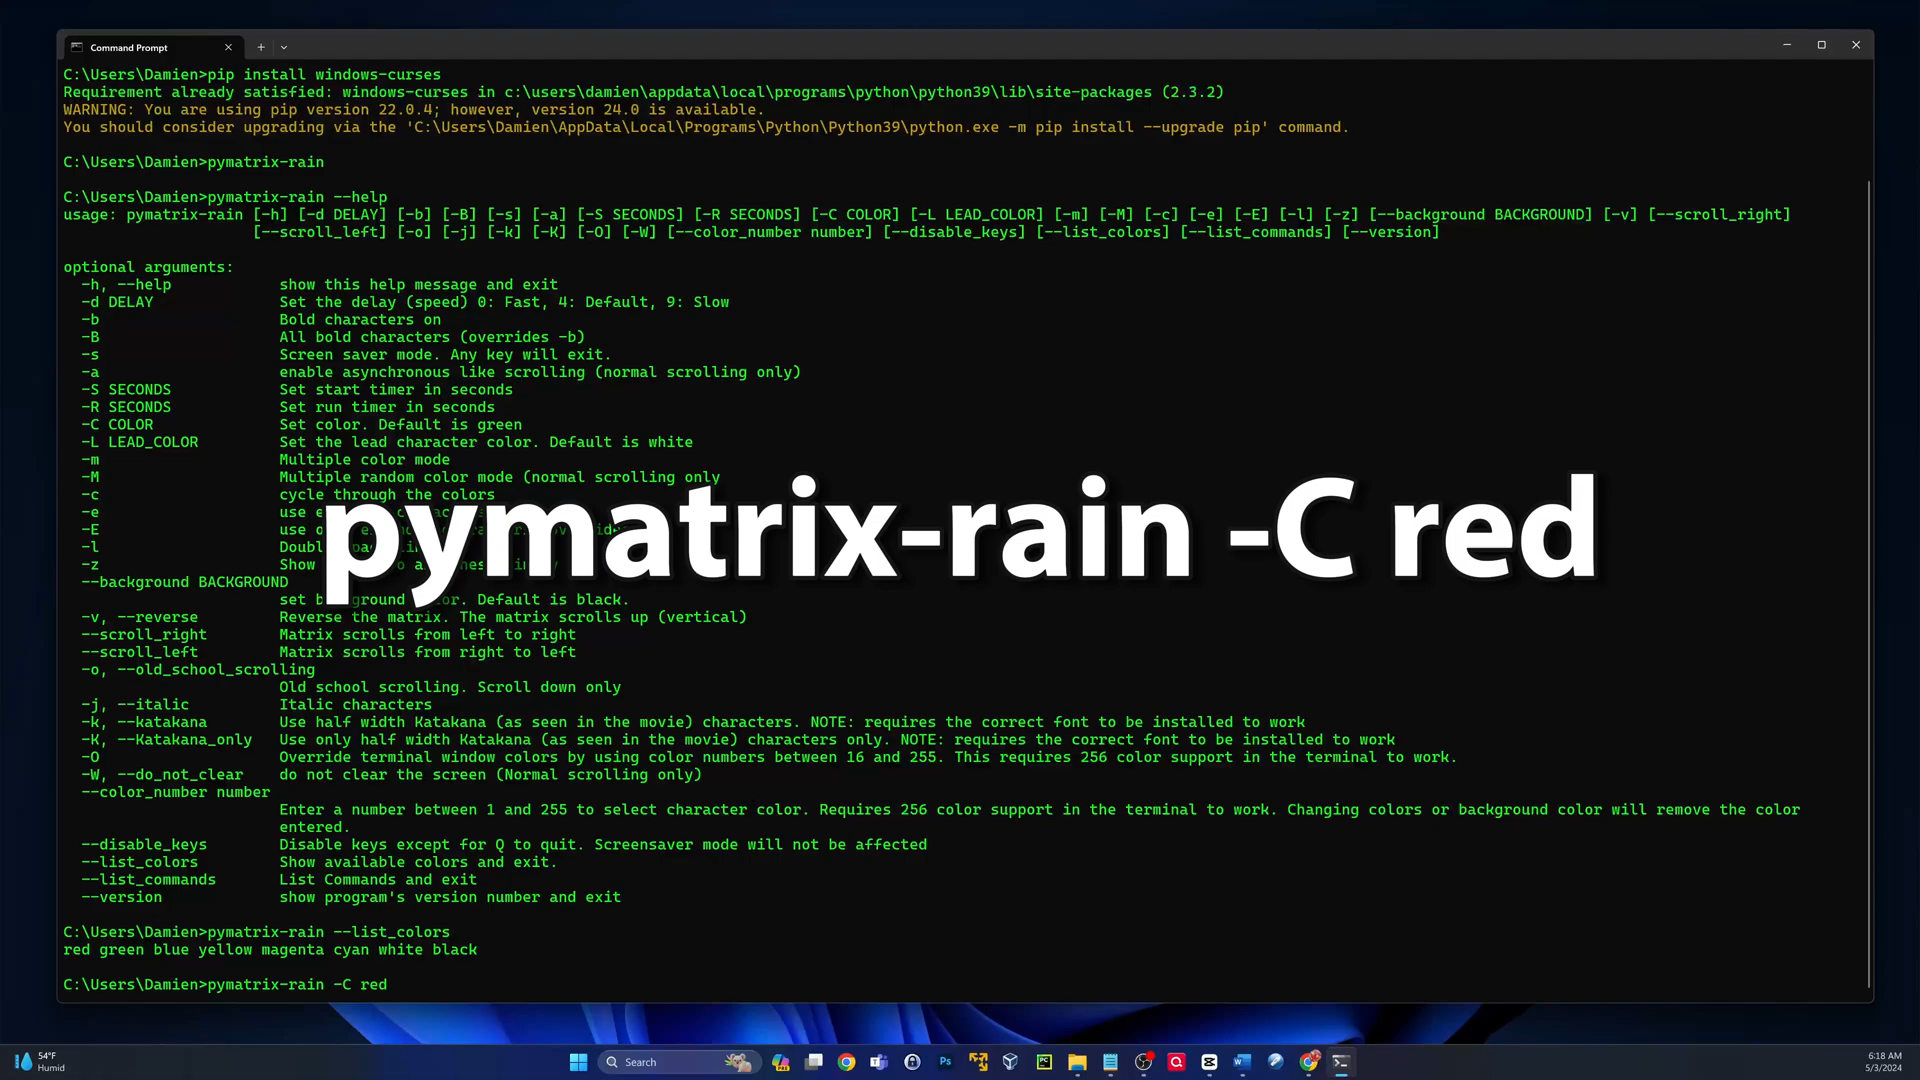 Command Prompt
C:\Users\Damien>pip install windows-curses
Requirement already satisfied: windows-curses in c:\users\damien\appdata\local\programs\python\python39\lib\site-packages (2.3.2)
WARNING: You are using pip version 22.0.4; however, version 24.0 is available.
You should consider upgrading via the 'C:\Users\Damien\AppData\Local\Programs\Python\Python39\python.exe -m pip install --upgrade pip' command.
C:\Users\Damien>pymatrix-rain
C:\Users\Damien>pymatrix-rain --help
usage: pymatrix-rain [-h] [-d DELAY] [-b] [-B] [-s] [-a] [-S SECONDS] [-R SECONDS] [-C COLOR] [-L LEAD_COLOR] [-m] [-M] [-c] [-e] [-E] [-l] [-z] [--background BACKGROUND] [-v] [--scroll_right]
[--scroll_left] [-o] [-j] [-k] [-K] [-O] [-W] [--color_number number] [--disable_keys] [--list_colors] [--list_commands] [--version]
optional arguments:
-h, --help show this help message and exit
-d DELAY Set the delay (speed) 0: Fast, 4: Default, 9: Slow
-b Bold characters on
-B All bold characters (overrides -b)
-s Screen saver mode. Any key will exit.
-a enable asynchronous like scrolling (normal scrolling only)
-S SECONDS Set start timer in seconds
-R SECONDS Set run timer in seconds
-C COLOR Set color. Default is green
-L LEAD_COLOR Set the lead character color. Default is white
-m Multiple color mode
-M Multiple random color mode (normal scrolling only
-c cycle through the colors
-e use
-E use
-l
-z Show
pymatrix-rain -C red
--background BACKGROUND
set Default is black.
-v, --reverse Reverse the matrix. The matrix scrolls up (vertical)
--scroll_right Matrix scrolls from left to right
--scroll_left Matrix scrolls from right to left
-o, --old_school_scrolling
Old school scrolling. Scroll down only
-j, --italic Italic characters
-k, --katakana Use half width Katakana (as seen in the movie) characters. NOTE: requires the correct font to be installed to work
-K, --Katakana_only Use only half width Katakana (as seen in the movie) characters only. NOTE: requires the correct font to be installed to work
-O Override terminal window colors by using color numbers between 16 and 255. This requires 256 color support in the terminal to work.
-W, --do_not_clear do not clear the screen (Normal scrolling only)
--color_number number
Enter a number between 1 and 255 to select character color. Requires 256 color support in the terminal to work. Changing colors or background color will remove the color
entered.
--disable_keys Disable keys except for Q to quit. Screensaver mode will not be affected
--list_colors Show available colors and exit.
--list_commands List Commands and exit
--version show program's version number and exit
C:\Users\Damien>pymatrix-rain --list_colors
red green blue yellow magenta cyan white black
C:\Users\Damien>pymatrix-rain -C red
54°F
Humid
Search
Ps
6:18 AM
5/3/2024